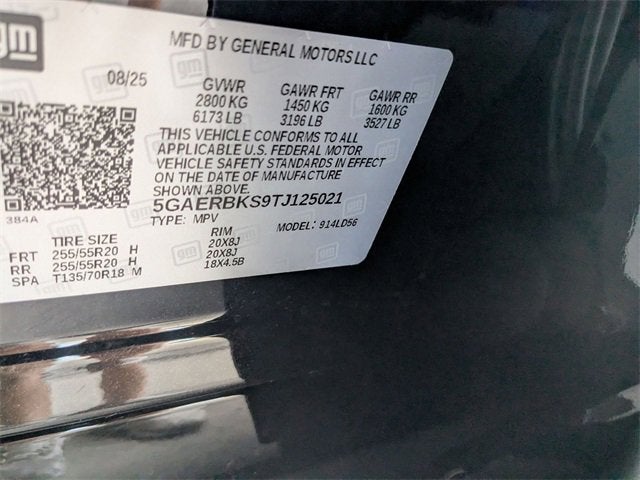 gm
MFD BY GENERAL MOTORS LLC
08/25
GVWR GAWR FRT GAWR RR
2800 KG 1450 KG 1600 KG
6173 LB 3196 LB 3527 LB
THIS VEHICLE CONFORMS TO ALL
APPLICABLE U.S. FEDERAL MOTOR
VEHICLE SAFETY STANDARDS IN EFFECT
ON THE DATE OF MANUFACTURE
SHOWN ABOVE.
5GAERBKS9TJ125021
384A
TYPE: MPV MODEL: 914LD56
TIRE SIZE RIM
FRT 255/55R20 H 20X8J
RR 255/55R20 H 20X8J
SPA T135/70R18 M 18X4.5B